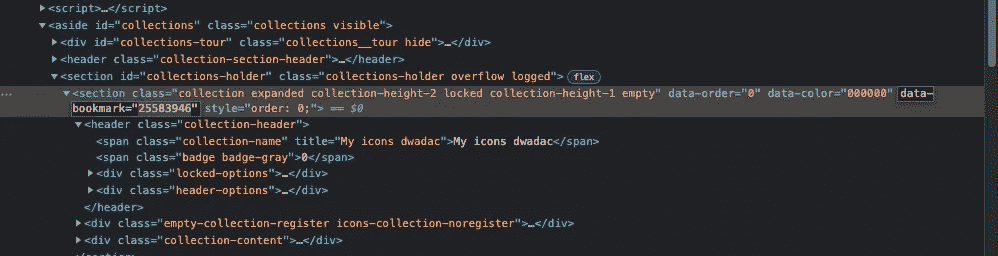 ▶<script>…</script>
▼<aside id="collections" class="collections visible">
▶<div id="collections-tour" class="collections__tour hide">…</div>
▶<header class="collection-section-header">…</header>
▼<section id="collections-holder" class="collections-holder overflow logged"> flex
… ▼<section class="collection expanded collection-height-2 locked collection-height-1 empty" data-order="0" data-color="000000" data-
bookmark="25583946" style="order: 0;"> == $0
▼<header class="collection-header">
<span class="collection-name" title="My icons dwadac">My icons dwadac</span>
<span class="badge badge-gray">0</span>
▶<div class="locked-options">…</div>
▶<div class="header-options">…</div>
</header>
▶<div class="empty-collection-register icons-collection-noregister">…</div>
▶<div class="collection-content">…</div>
</section>